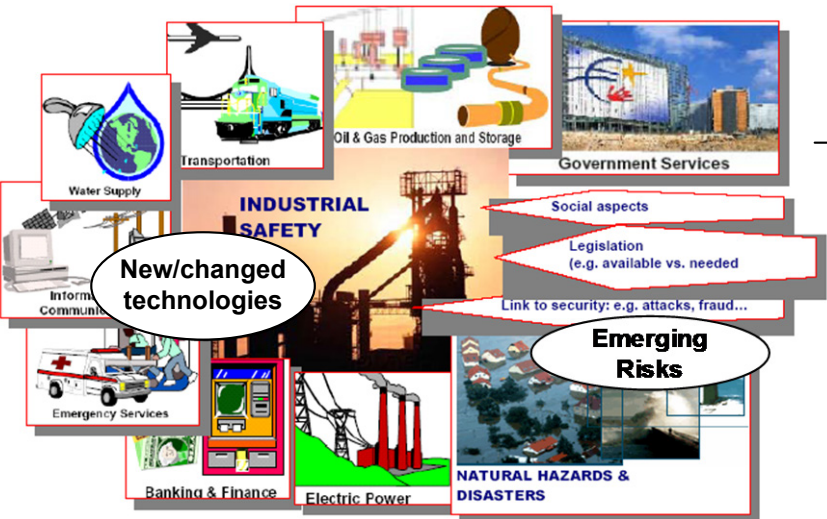 Oil & Gas Production and Storage
Transportation
Government Services
Water Supply
INDUSTRIAL
SAFETY
Social aspects
Legislation
(e.g. available vs. needed
Link to security: e.g. attacks, fraud...
New/changed
technologies
Emerging
Risks
Emergency Services
Banking & Finance
Electric Power
NATURAL HAZARDS &
DISASTERS